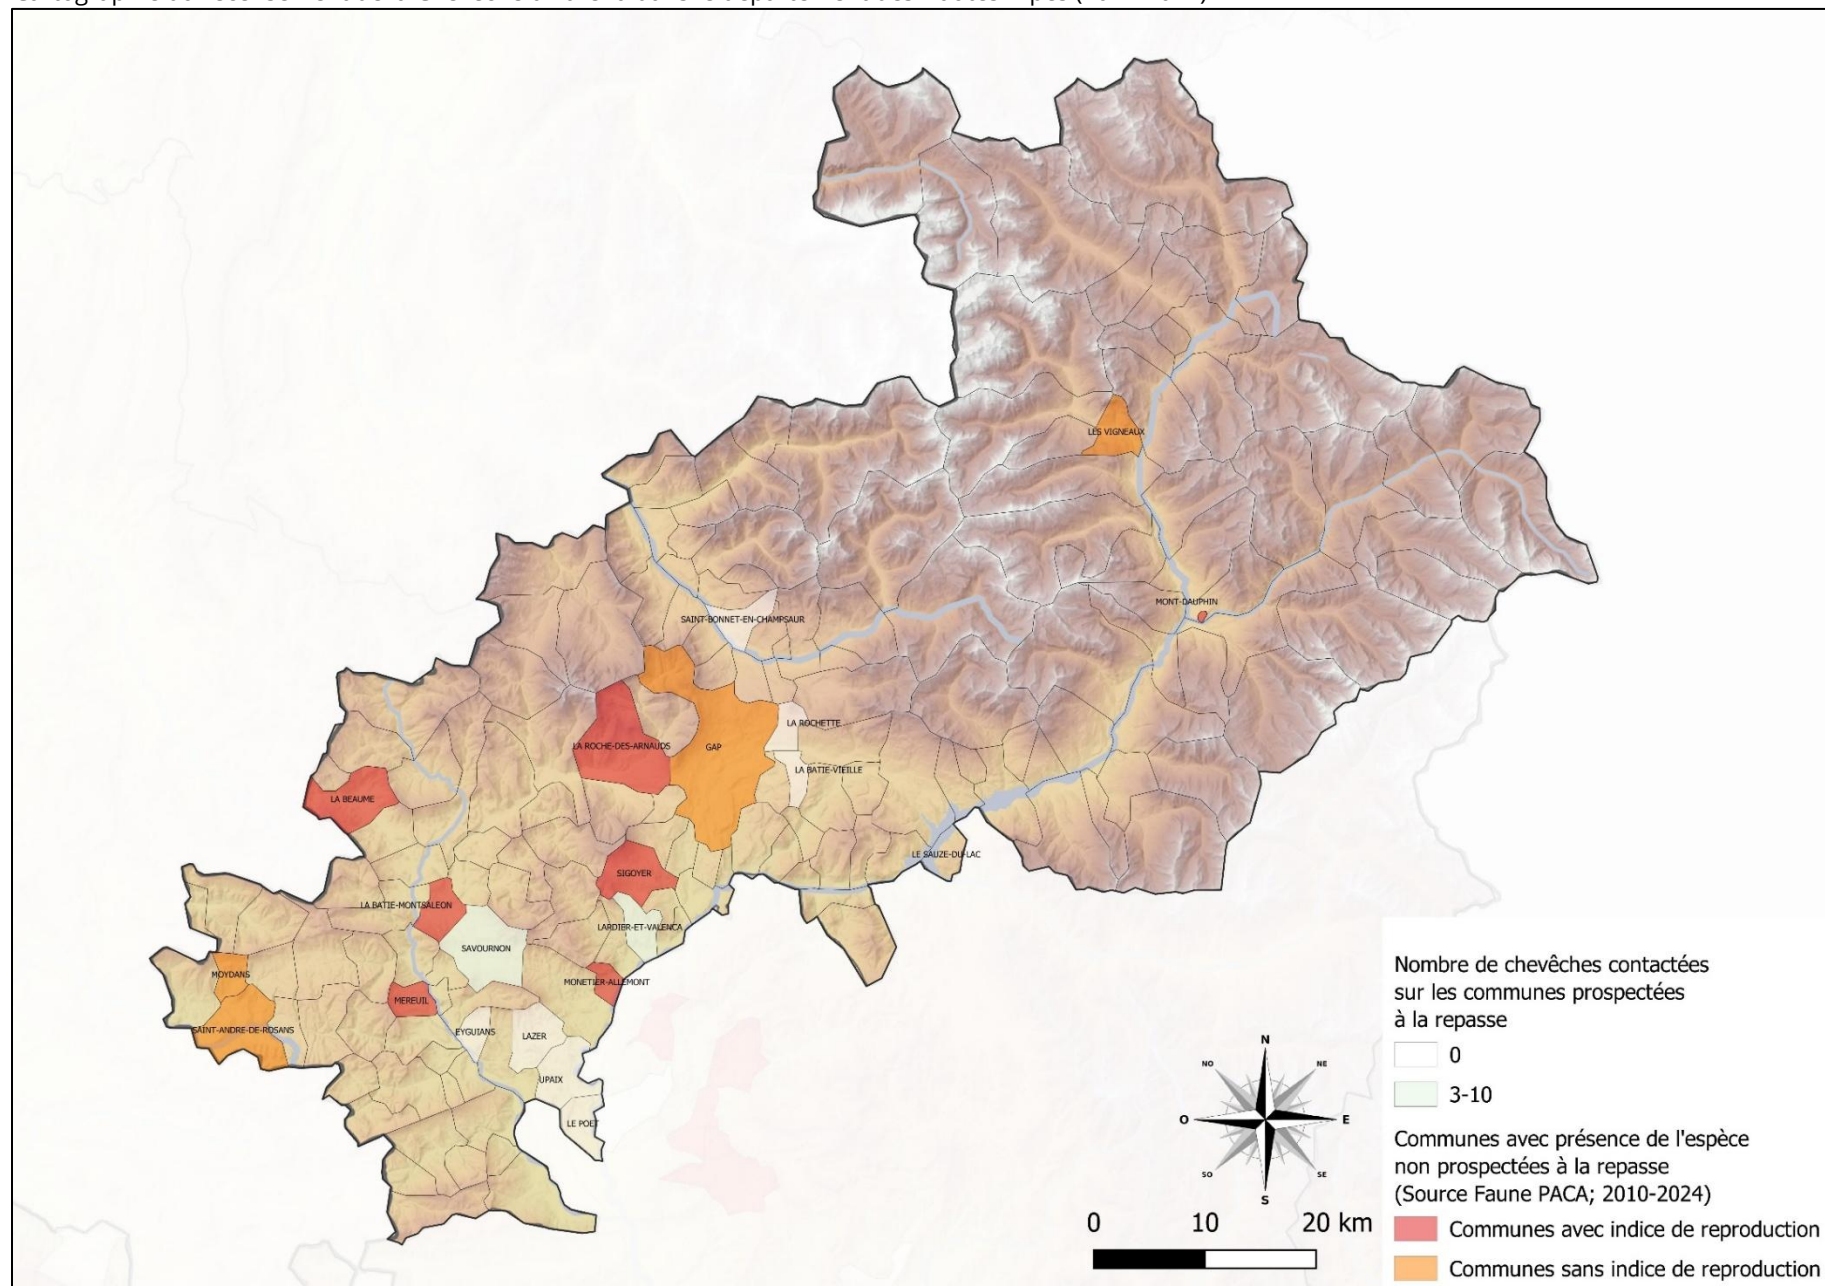 LES VIGNEAUX
MONT-DAUPHIN
SAINT-BONNET-EN-CHAMPSAUR
LA ROCHETTE
LA ROCHE-DES-ARNAUDS
GAP
LA BATIE-VIEILLE
LA BEAUME
LE SAUZE-DU-LAC
SIGOYER
LA BATIE-MONTSALEON
LARDIER-ET-VALENCA
SAVOURNON
MOYDANS
MONETIER-ALLEMONT
MEREUIL
SAINT-ANDRE-DE-ROSANS
EYGUIANS
LAZER
UPAIX
LE POET
N
NO
NE
O
E
SO
SE
S
0 10 20 km
Nombre de chevêches contactées
sur les communes prospectées
à la repasse
0
3-10
Communes avec présence de l'espèce
non prospectées à la repasse
(Source Faune PACA; 2010-2024)
Communes avec indice de reproduction
Communes sans indice de reproduction